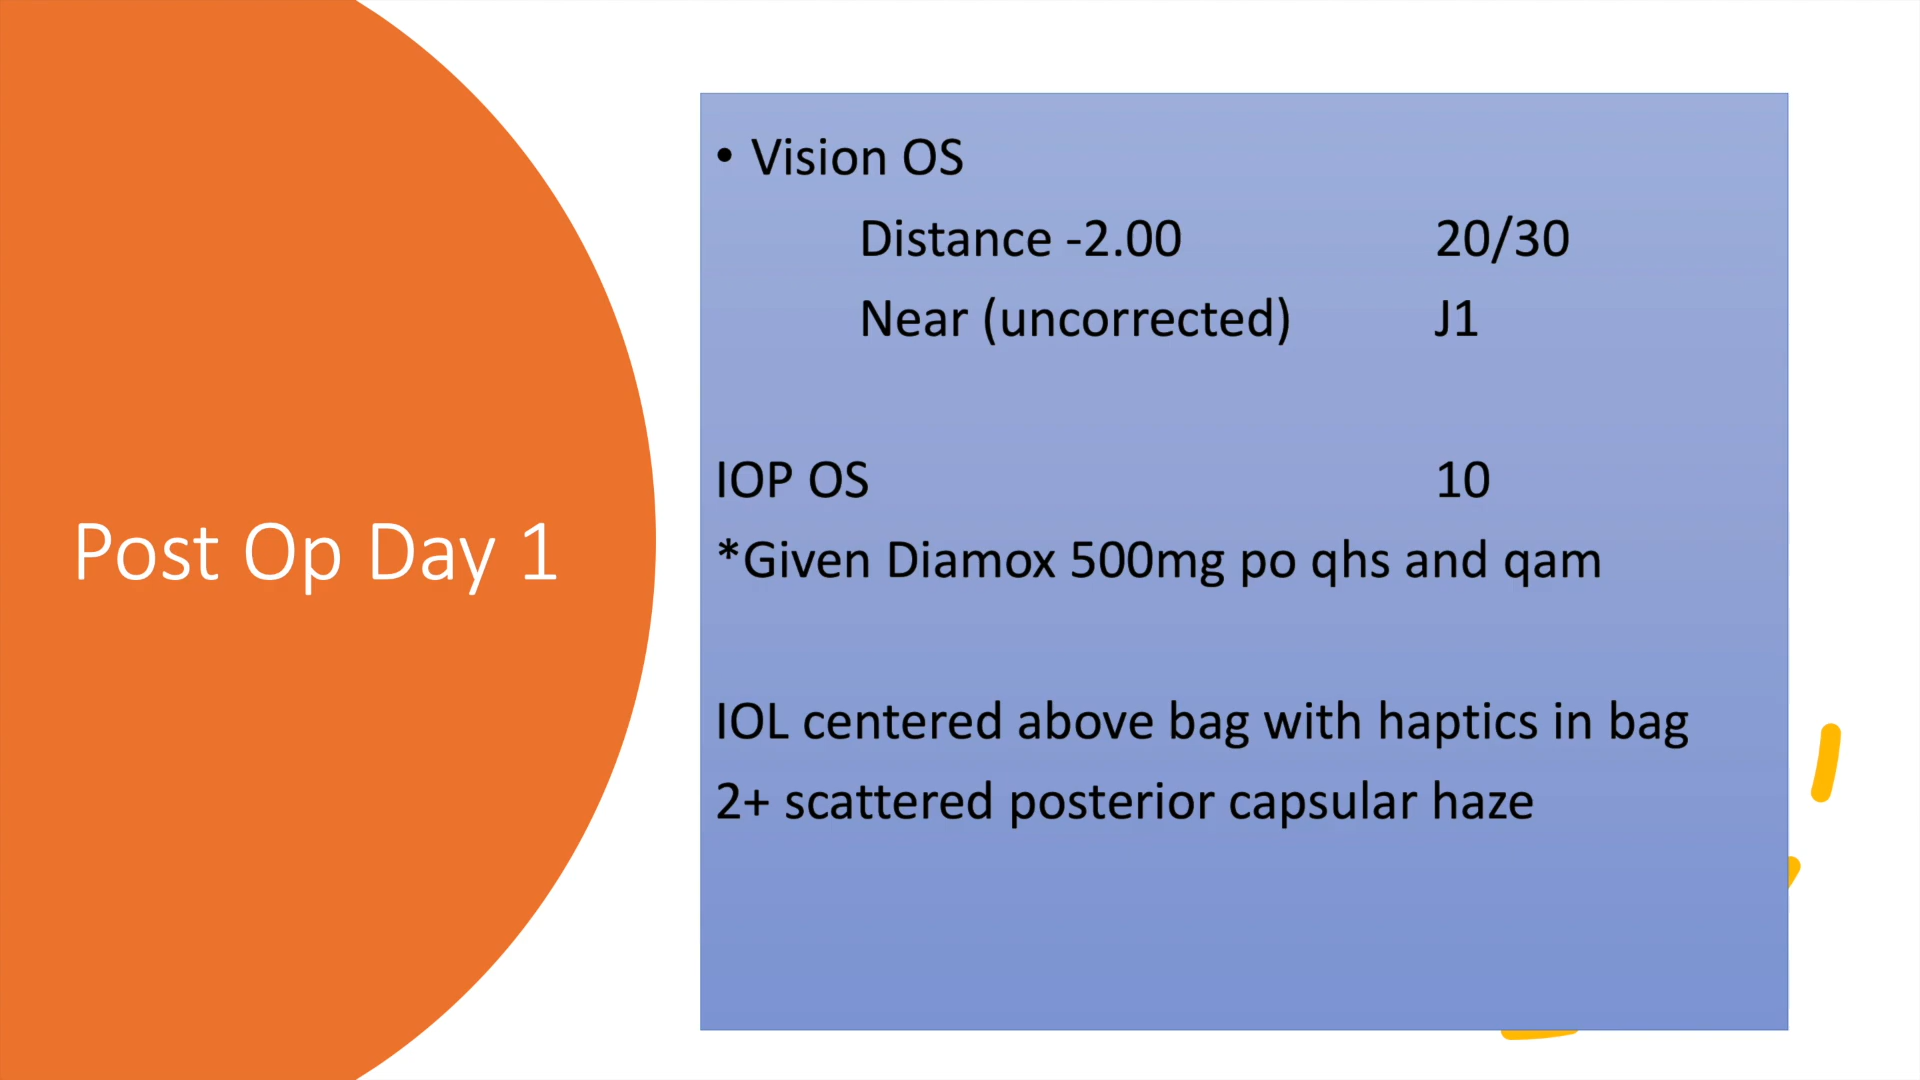 Post Op Day 1
• Vision OS
Distance -2.00 20/30
Near (uncorrected) J1
IOP OS 10
*Given Diamox 500mg po qhs and qam
IOL centered above bag with haptics in bag
2+ scattered posterior capsular haze